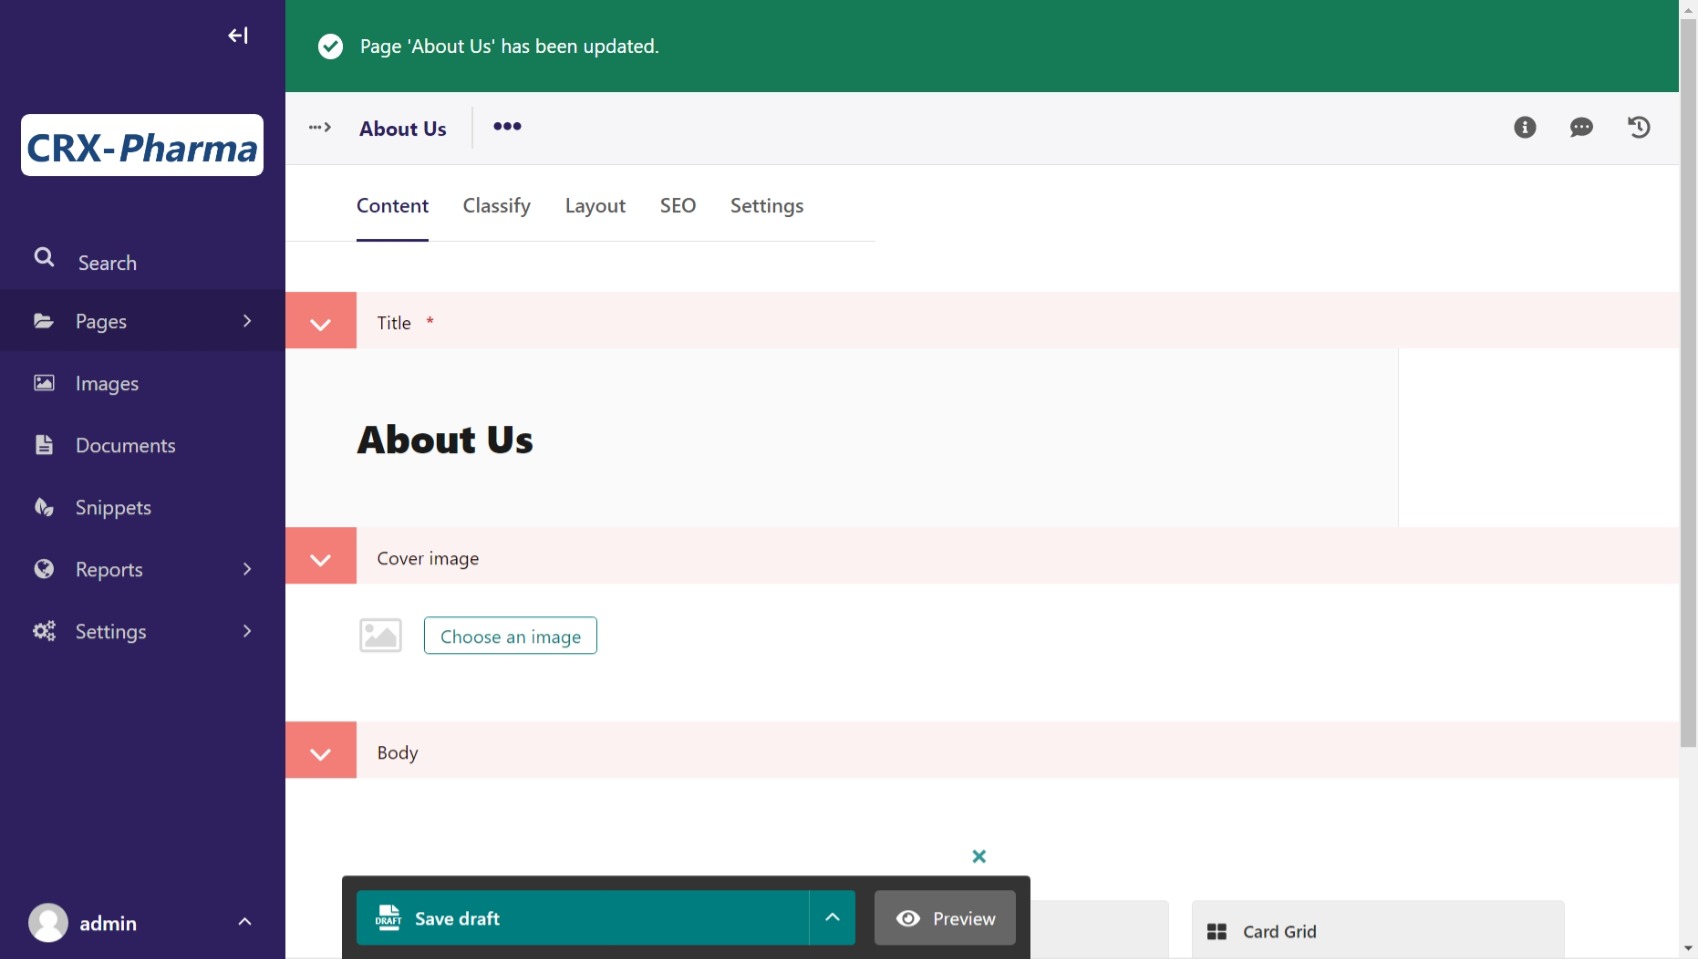 Page 'About Us' has been updated.
CRX-Pharma
About Us
Content Classify Layout SEO Settings
Search
Pages
Images
Documents
Snippets
Reports
Settings
admin
Title *
About Us
Cover image
Choose an image
Body
DRAFT Save draft
Preview
Card Grid